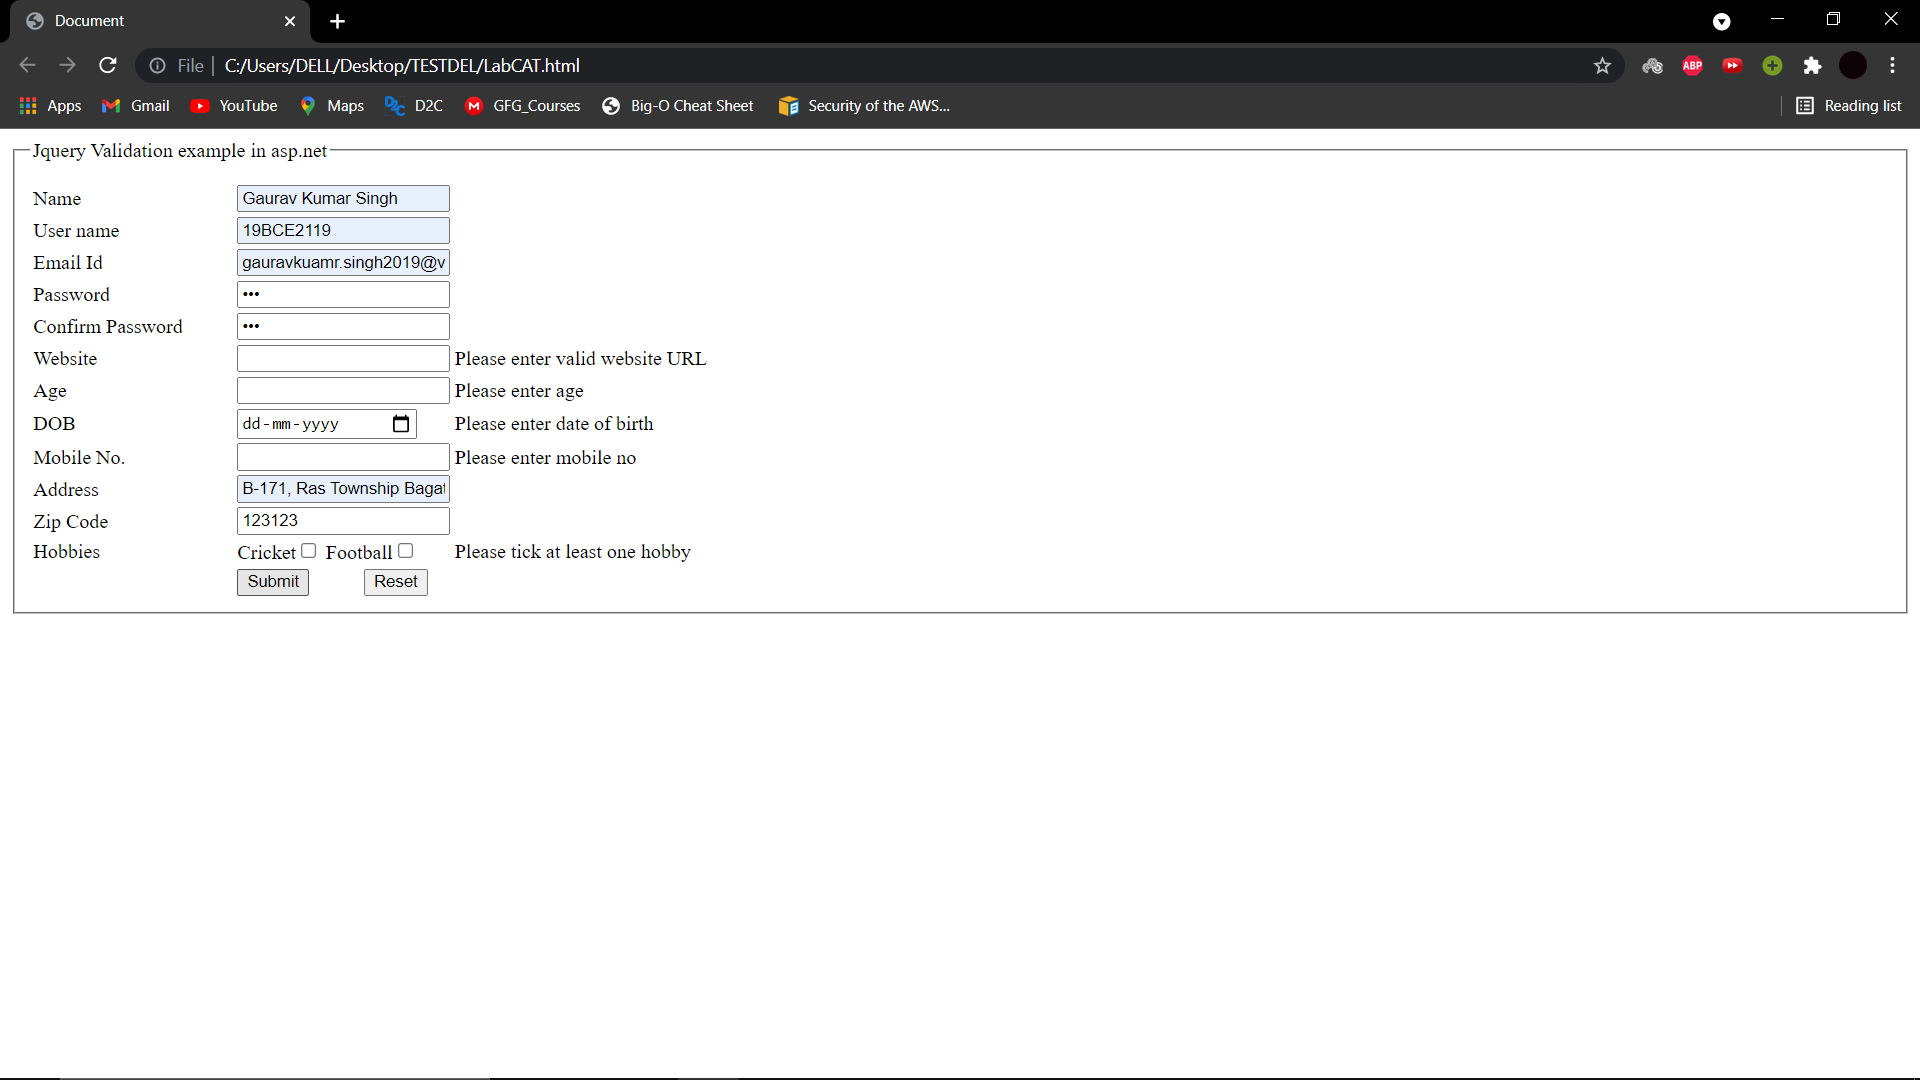 Document
File C:/Users/DELL/Desktop/TESTDEL/LabCAT.html
ABP
Apps Gmail YouTube Maps D2C GFG_Courses Big-O Cheat Sheet Security of the AWS... Reading list
Jquery Validation example in asp.net
Name Gaurav Kumar Singh
User name 19BCE2119
Email Id gauravkuamr.singh2019@v
Password •••
Confirm Password •••
Website Please enter valid website URL
Age Please enter age
DOB dd-mm-yyyy Please enter date of birth
Mobile No. Please enter mobile no
Address B-171, Ras Township Bagat
Zip Code 123123
Hobbies Cricket Football Please tick at least one hobby
Submit Reset